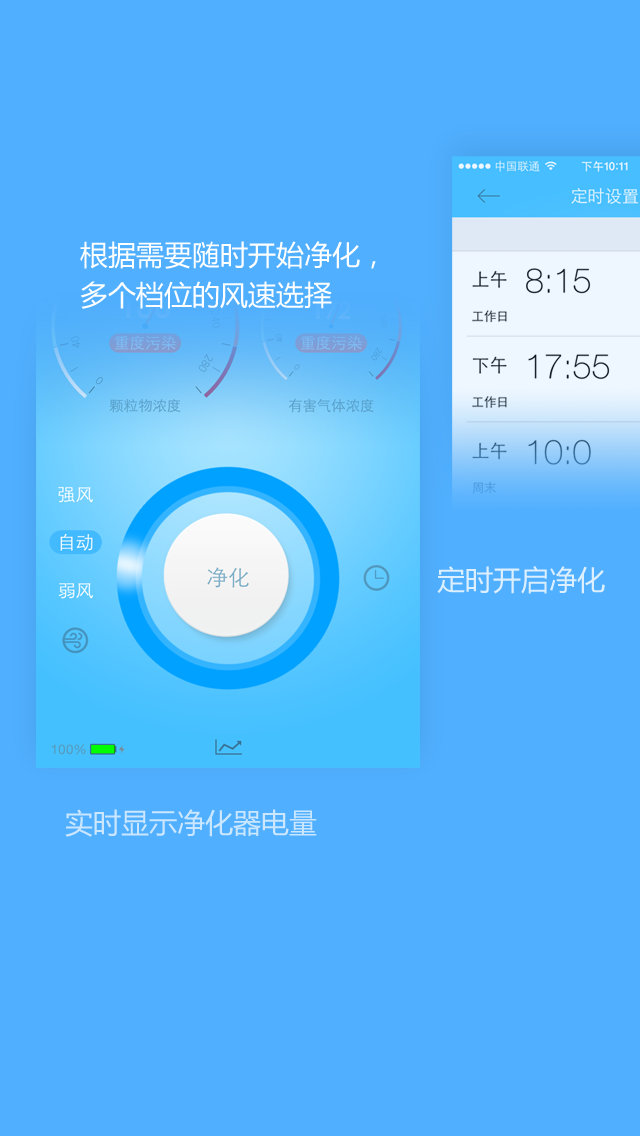 中国联通 下午10:11
定时设置
根据需要随时开始净化，
多个档位的风速选择
上午 8:15
工作日
重度污染 重度污染
下午 17:55
280
0 0
颗粒物浓度 有害气体浓度
工作日
上午 10:0
周末
强风
自动
弱风
净化
定时开启净化
100%
实时显示净化器电量